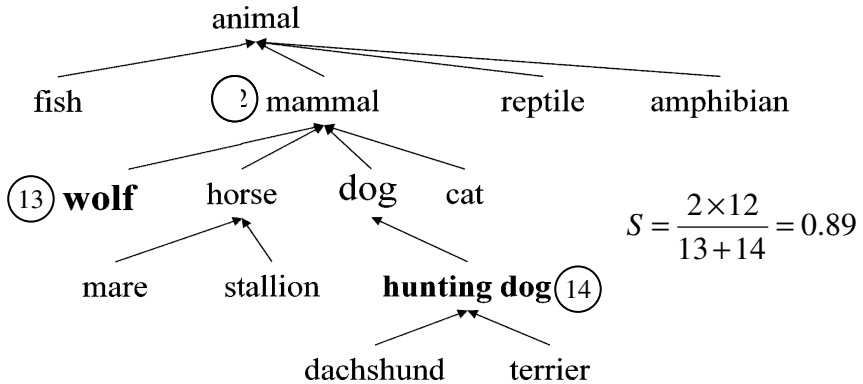 animal
fish 2 mammal reptile amphibian
13 wolf horse dog cat
S = 2×12 / 13+14 = 0.89
mare stallion hunting dog 14
dachshund terrier